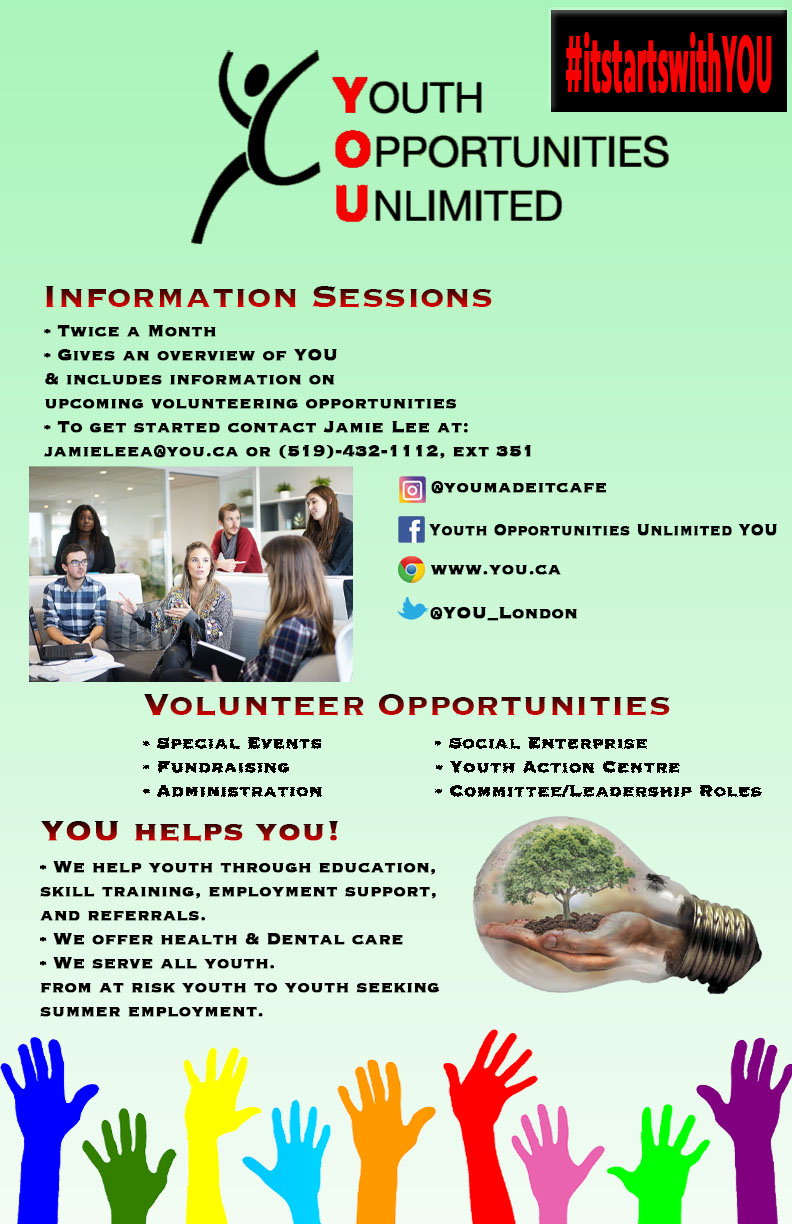 #itstartswithYOU
Youth
Opportunities
Unlimited
Information Sessions
- Twice a Month
- Gives an overview of YOU
& includes information on
upcoming volunteering opportunities
- To get started contact Jamie Lee at:
jamieleea@you.ca or (519)-432-1112, ext 351
@youmadeitcafe
Youth Opportunities Unlimited YOU
www.you.ca
@YOU_London
Volunteer Opportunities
- Special Events
- Fundraising
- Administration
- Social Enterprise
- Youth Action Centre
- Committee/Leadership Roles
YOU helps you!
- We help youth through education,
skill training, employment support,
and referrals.
- We offer health & Dental care
- We serve all youth.
from at risk youth to youth seeking
summer employment.